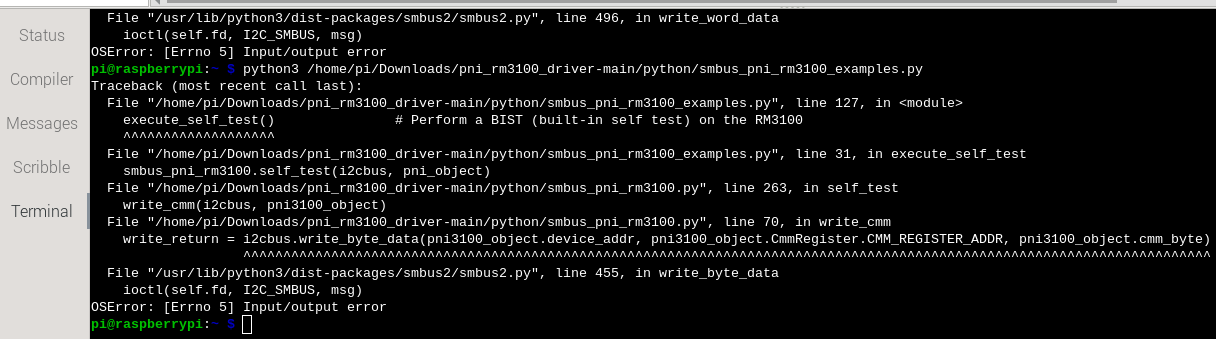 File "/usr/lib/python3/dist-packages/smbus2/smbus2.py", line 496, in write_word_data
Status
ioctl(self.fd, I2C_SMBUS, msg)
OSError: [Errno 5] Input/output error
pi@raspberrypi:~ $ python3 /home/pi/Downloads/pni_rm3100_driver-main/python/smbus_pni_rm3100_examples.py
Compiler
Traceback (most recent call last):
File "/home/pi/Downloads/pni_rm3100_driver-main/python/smbus_pni_rm3100_examples.py", line 127, in <module>
Messages
execute_self_test() # Perform a BIST (built-in self test) on the RM3100
^^^^^^^^^^^^^^^^^^^
File "/home/pi/Downloads/pni_rm3100_driver-main/python/smbus_pni_rm3100_examples.py", line 31, in execute_self_test
Scribble
smbus_pni_rm3100.self_test(i2cbus, pni_object)
File "/home/pi/Downloads/pni_rm3100_driver-main/python/smbus_pni_rm3100.py", line 263, in self_test
Terminal
write_cmm(i2cbus, pni3100_object)
File "/home/pi/Downloads/pni_rm3100_driver-main/python/smbus_pni_rm3100.py", line 70, in write_cmm
write_return = i2cbus.write_byte_data(pni3100_object.device_addr, pni3100_object.CmmRegister.CMM_REGISTER_ADDR, pni3100_object.cmm_byte)
^^^^^^^^^^^^^^^^^^^^^^^^^^^^^^^^^^^^^^^^^^^^^^^^^^^^^^^^^^^^^^^^^^^^^^^^^^^^^^^^^^^^^^^^^^^^^^^^^^^^^^^^^^^^^^^^^^^^^^^^^^^^^
File "/usr/lib/python3/dist-packages/smbus2/smbus2.py", line 455, in write_byte_data
ioctl(self.fd, I2C_SMBUS, msg)
OSError: [Errno 5] Input/output error
pi@raspberrypi:~ $